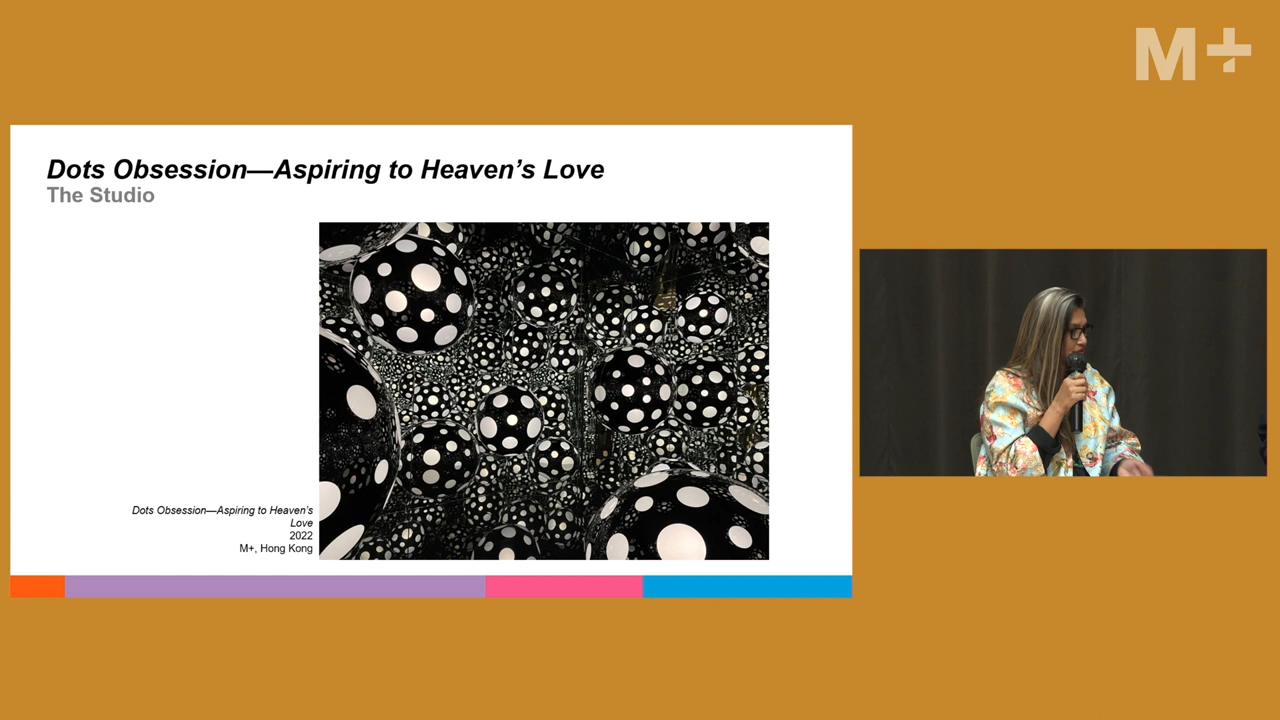 M+
Dots Obsession—Aspiring to Heaven’s Love
The Studio
Dots Obsession—Aspiring to Heaven’s
Love
2022
M+, Hong Kong